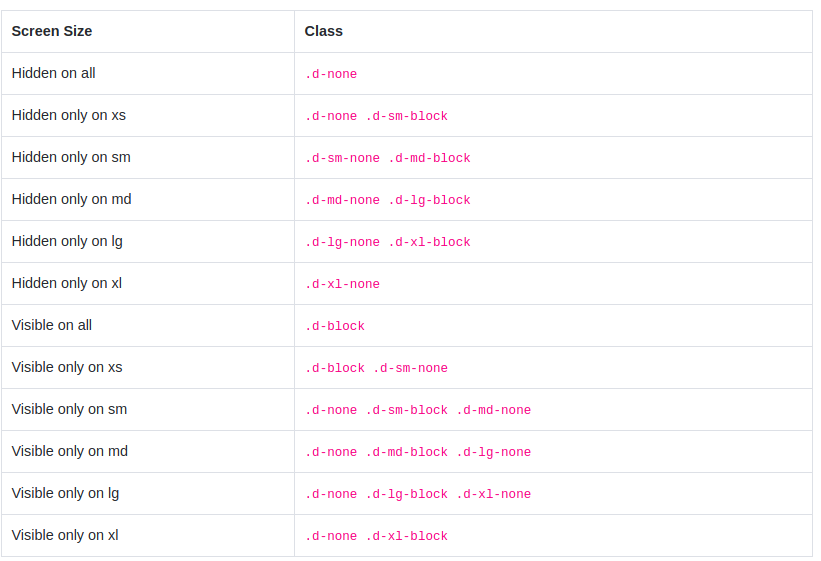 Screen Size Class
Hidden on all .d-none
Hidden only on xs .d-none .d-sm-block
Hidden only on sm .d-sm-none .d-md-block
Hidden only on md .d-md-none .d-lg-block
Hidden only on lg .d-lg-none .d-xl-block
Hidden only on xl .d-xl-none
Visible on all .d-block
Visible only on xs .d-block .d-sm-none
Visible only on sm .d-none .d-sm-block .d-md-none
Visible only on md .d-none .d-md-block .d-lg-none
Visible only on lg .d-none .d-lg-block .d-xl-none
Visible only on xl .d-none .d-xl-block